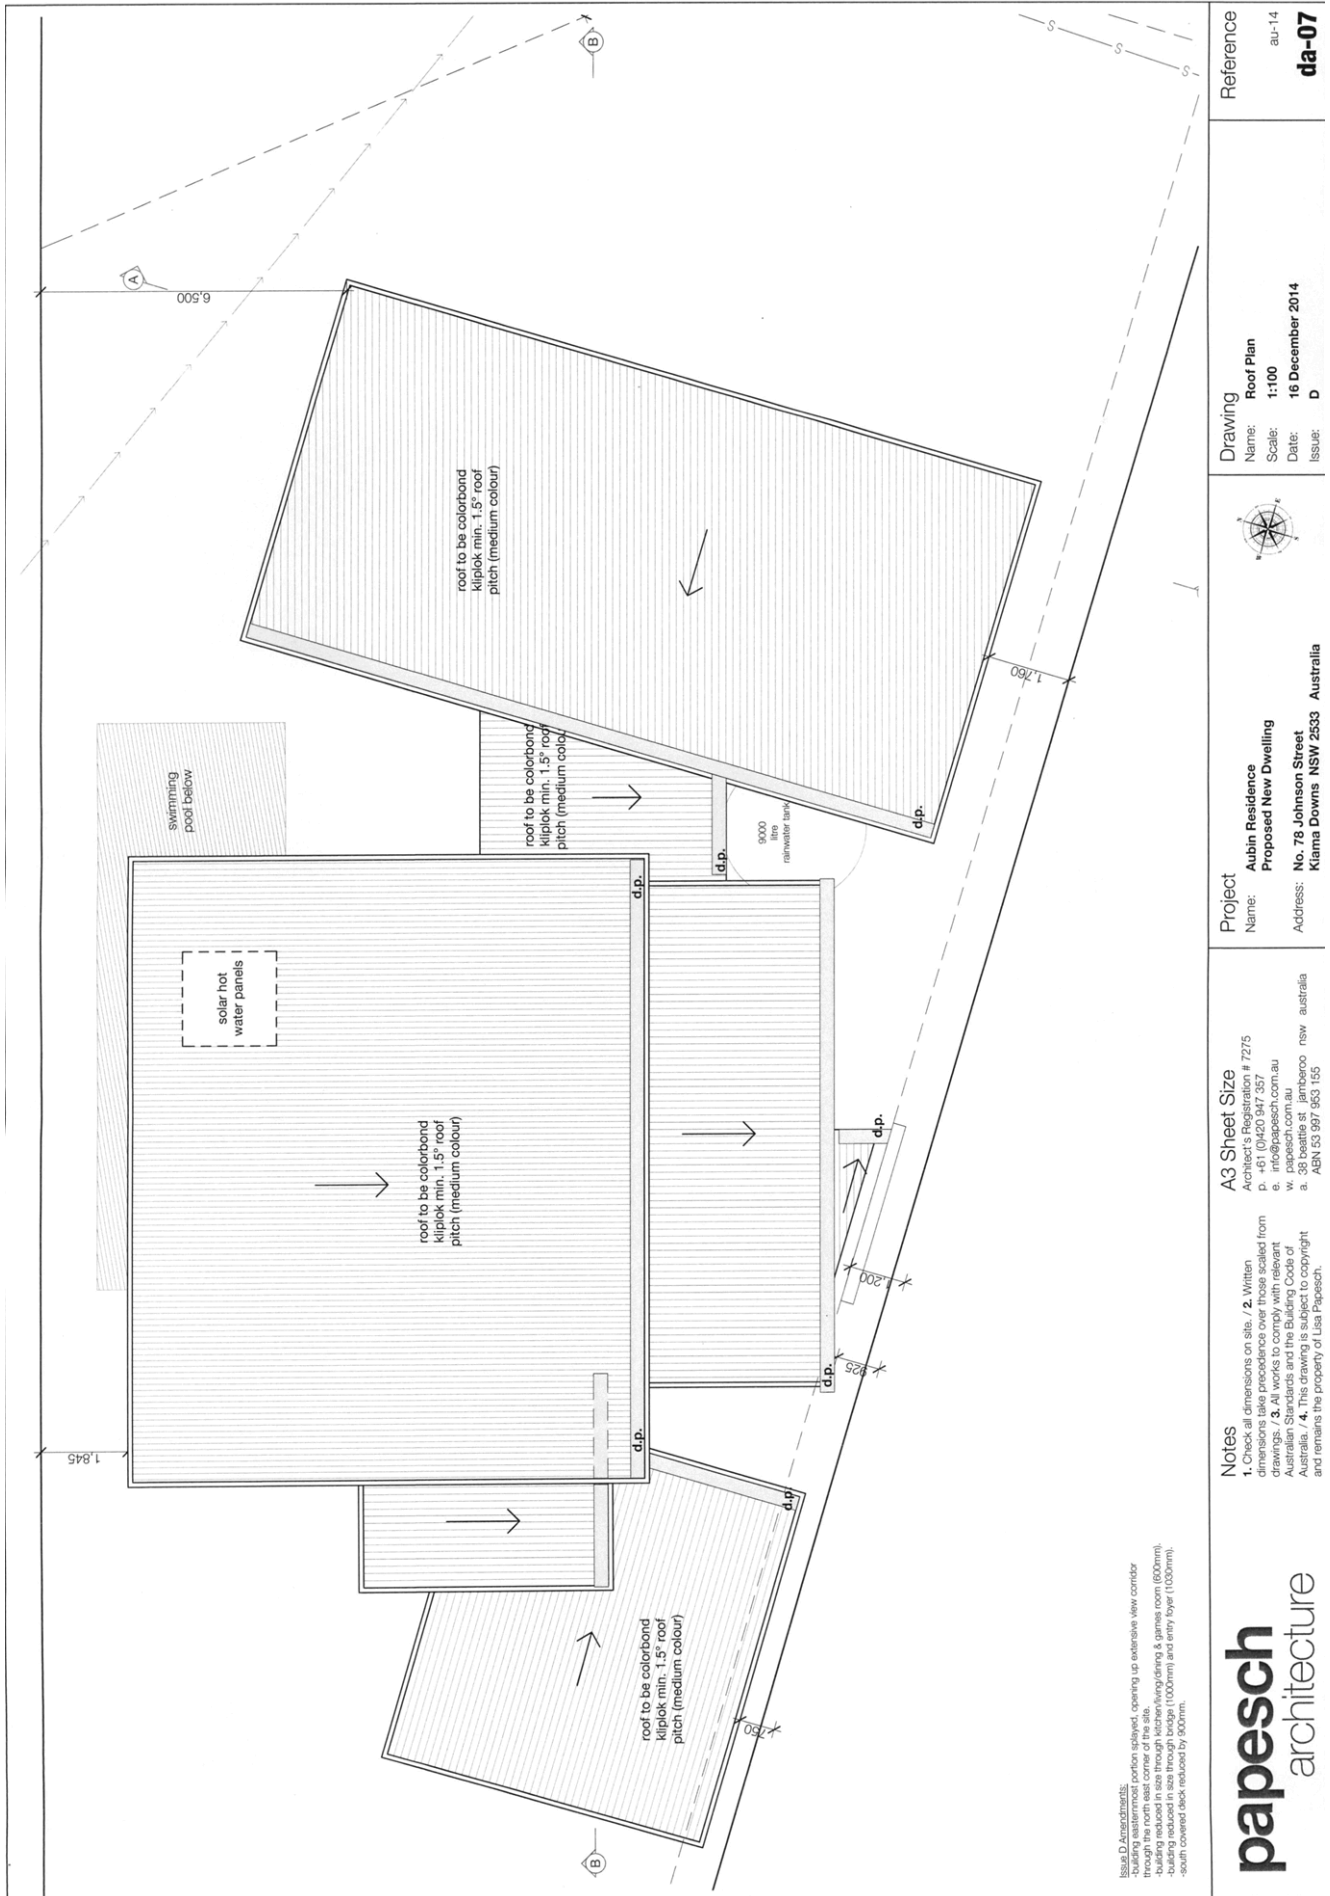 B
A
6,500
roof to be colorbond
kliplok min. 1.5° roof
pitch (medium colour)
swimming
pool below
roof to be colorbond
kliplok min. 1.5° roof
pitch (medium colou
9000
litre
rainwater tank
d.p.
d.p.
d.p.
1,760
solar hot
water panels
roof to be colorbond
kliplok min. 1.5° roof
pitch (medium colour)
d.p.
1,200
925
d.p.
d.p.
1,845
d.p.
roof to be colorbond
kliplok min. 1.5° roof
pitch (medium colour)
750
B
S
S
S
Issue D Amendments:
-building easternmost portion splayed, opening up extensive view corridor
through the north east corner of the site.
-building reduced in size through kitchen/living/dining & games room (600mm).
-building reduced in size through bridge (1000mm) and entry foyer (1030mm).
-south covered deck reduced by 900mm.
papesch
architecture
Notes
1. Check all dimensions on site. / 2. Written
dimensions take precedence over those scaled from
drawings. / 3. All works to comply with relevant
Australian Standards and the Building Code of
Australia. / 4. This drawing is subject to copyright
and remains the property of Lisa Papesch.
A3 Sheet Size
Architect's Registration # 7275
p. +61 (0)420 947 357
e. info@papesch.com.au
w. papesch.com.au
a. 38 beattie st jamberoo nsw australia
ABN 53 997 963 155
Project
Name: Aubin Residence
Proposed New Dwelling
Address: No. 78 Johnson Street
Kiama Downs NSW 2533 Australia
N
E
S
W
Drawing
Name: Roof Plan
Scale: 1:100
Date: 16 December 2014
Issue: D
Reference
au-14
da-07